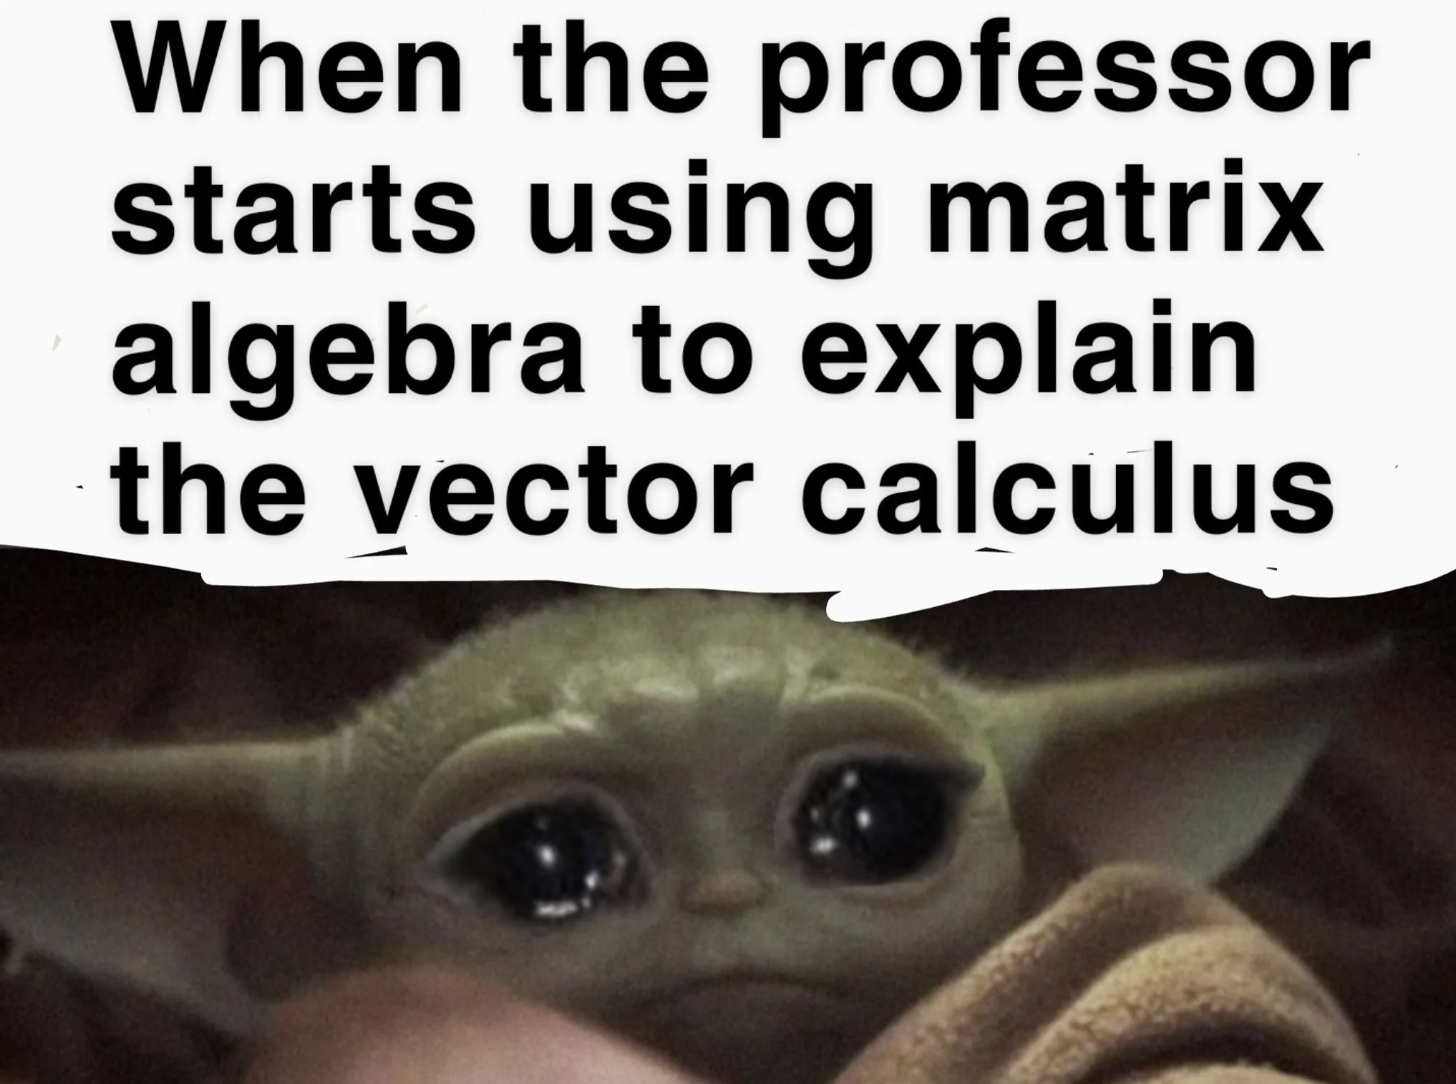 When the professor
starts using matrix
algebra to explain
the vector calculus